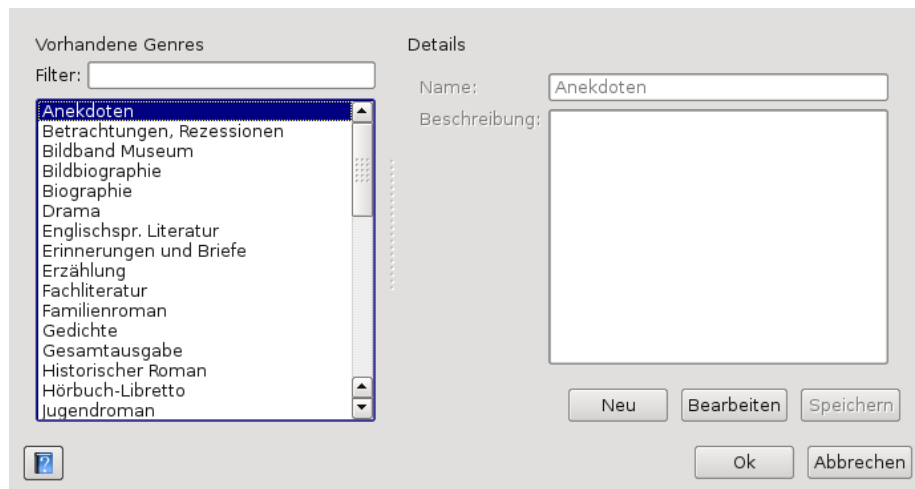 Vorhandene Genres
Filter:
Anekdoten
Betrachtungen, Rezessionen
Bildband Museum
Bildbiographie
Biographie
Drama
Englischspr. Literatur
Erinnerungen und Briefe
Erzählung
Fachliteratur
Familienroman
Gedichte
Gesamtausgabe
Historischer Roman
Hörbuch-Libretto
Jugendroman
Details
Name: Anekdoten
Beschreibung:
Neu Bearbeiten Speichern
? Ok Abbrechen